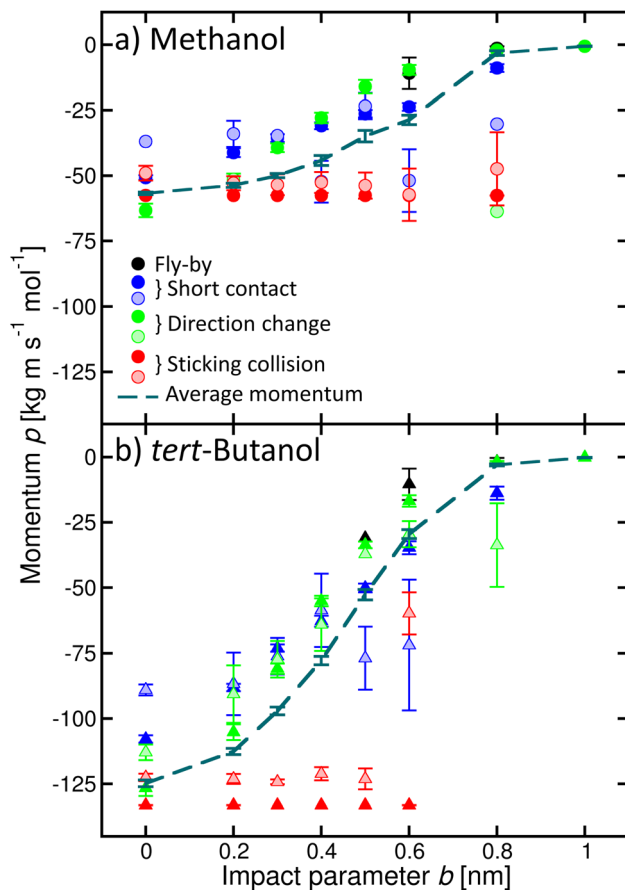 a) Methanol
0
-25
-50
-75
-100
-125
Fly-by
} Short contact
} Direction change
} Sticking collision
Average momentum
b) tert-Butanol
0
-25
-50
-75
-100
-125
Momentum p [kg m s⁻¹ mol⁻¹]
0 0.2 0.4 0.6 0.8 1
Impact parameter b [nm]